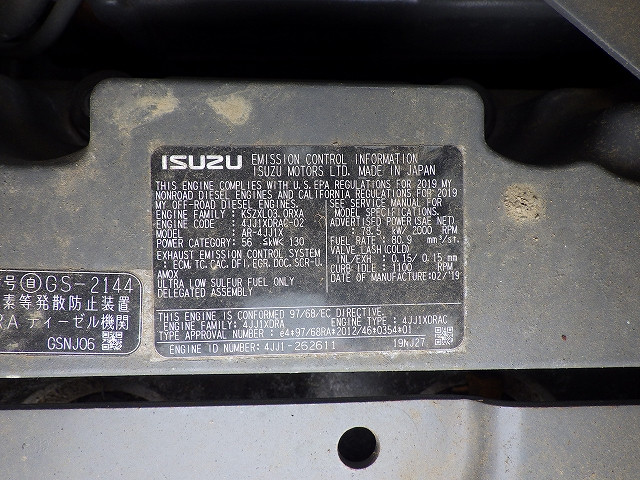 ISUZU EMISSION CONTROL INFORMATION
ISUZU MOTORS LTD. MADE IN JAPAN
THIS ENGINE COMPLIES WITH U.S.EPA REGULATIONS FOR 2019 MY
NONROAD DIESEL ENGINES AND CALIFORNIA REGULATIONS FOR 2019
MY OFF-ROAD DIESEL ENGINES.
ENGINE FAMILY : KSZXL03.0RXA
ENGINE CODE : 4JJ1XDRAC-02
MODEL : AR-4JJ1X
POWER CATEGORY: 56 ≤kW< 130
EXHAUST EMISSION CONTROL SYSTEM
: ECM,TC,CAC,DFI,EGR,DOC,SCR-U,
AMOX
ULTRA LOW SULFUR FUEL ONLY
DELEGATED ASSEMBLY
SEE SERVICE MANUAL FOR
MODEL SPECIFICATIONS.
ADVERTISED POWER(SAE NET)
: 78.5 kW/ 2000 RPM
FUEL RATE : 80.9 mm³/st.
VALVE LASH(COLD)
INL/EXH : 0.15/ 0.15 mm
CURB IDLE : 1100 RPM
DATE OF MANUFACTURE:02/'19
THIS ENGINE IS CONFORMED 97/68/EC DIRECTIVE.
ENGINE FAMILY: 4JJ1XDRA ENGINE TYPE : 4JJ1XDRAC
TYPE APPROVAL NUMBER : e4*97/68RA*2012/46*0354*01
ENGINE ID NUMBER: 4JJ1-262611 19NJ27
号 自 GS-2144
素等発散防止装置
RA ディーゼル機関
GSNJ06